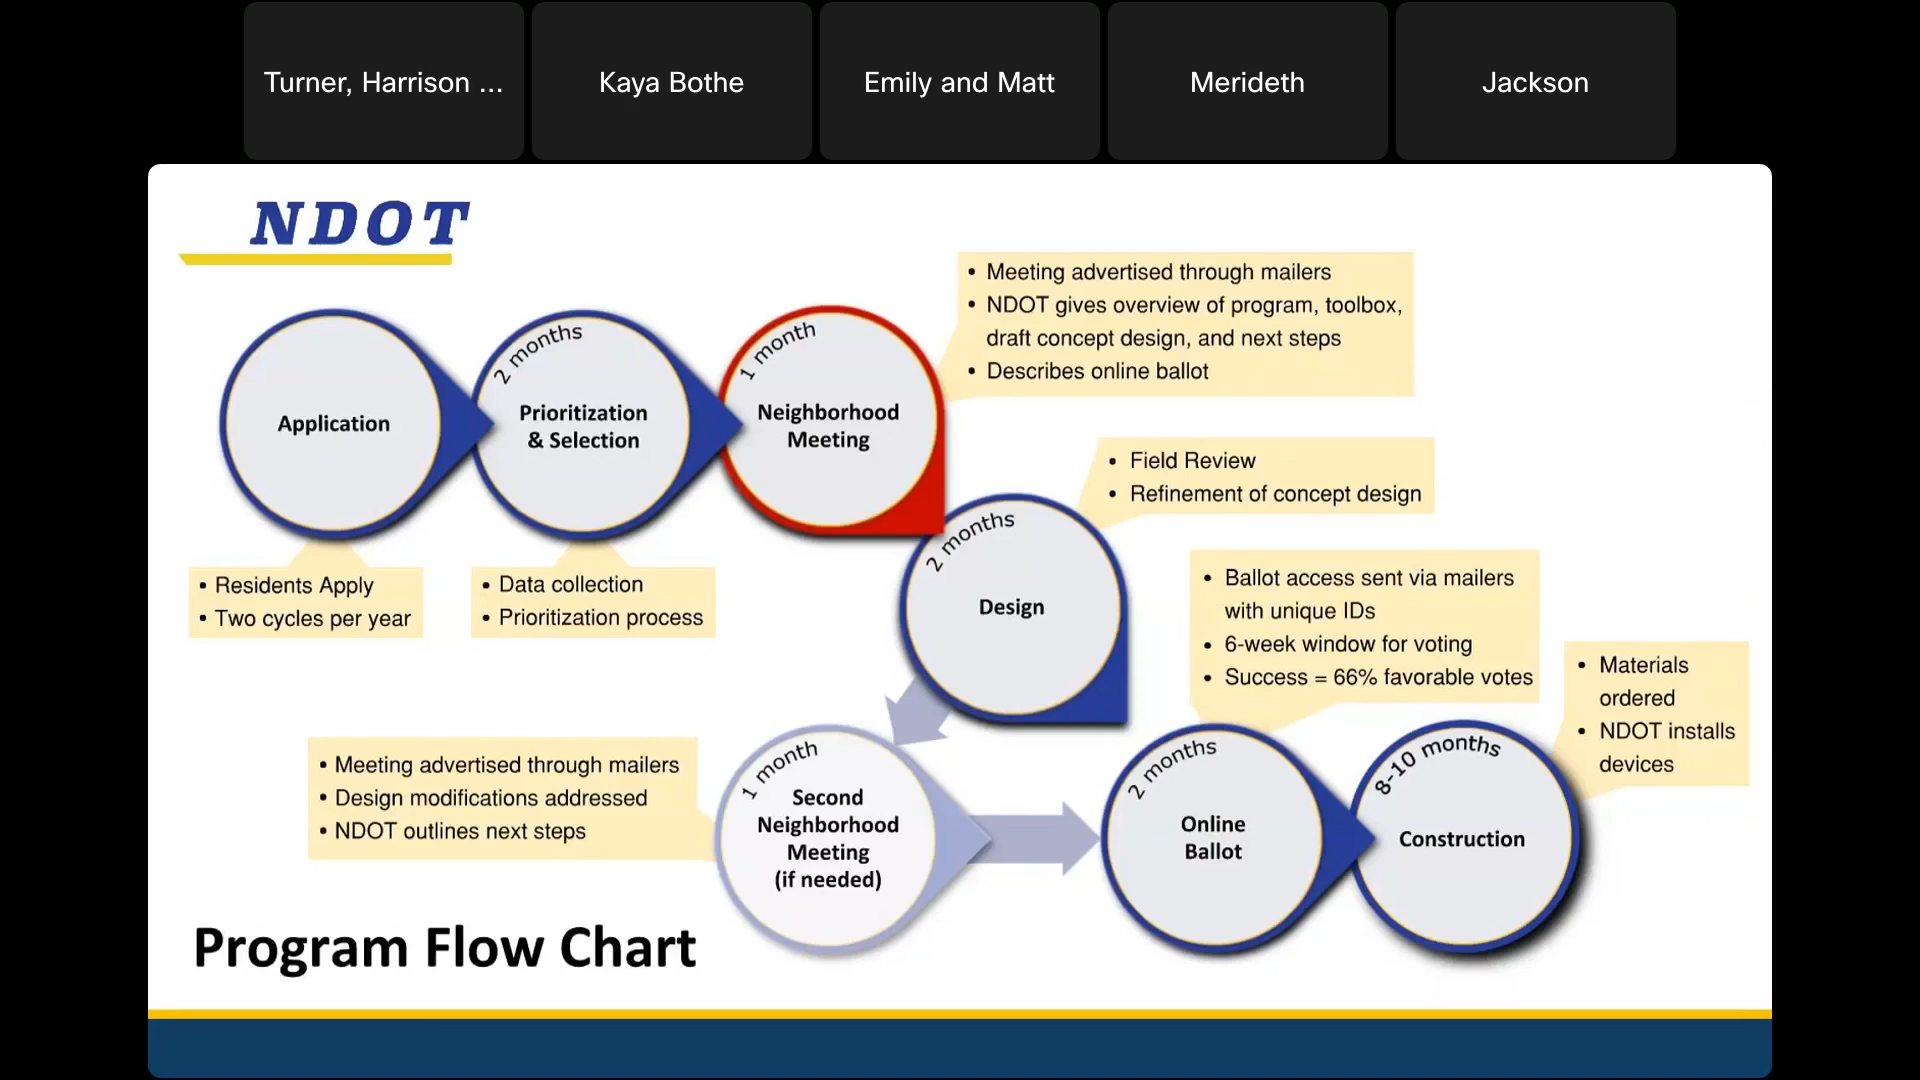 Turner, Harrison ...
Kaya Bothe
Emily and Matt
Merideth
Jackson
NDOT
Application
• Residents Apply
• Two cycles per year
2 months
Prioritization
& Selection
• Data collection
• Prioritization process
1 month
Neighborhood
Meeting
• Meeting advertised through mailers
• NDOT gives overview of program, toolbox,
draft concept design, and next steps
• Describes online ballot
2 months
Design
• Field Review
• Refinement of concept design
1 month
Second
Neighborhood
Meeting
(if needed)
• Meeting advertised through mailers
• Design modifications addressed
• NDOT outlines next steps
2 months
Online
Ballot
• Ballot access sent via mailers
with unique IDs
• 6-week window for voting
• Success = 66% favorable votes
8-10 months
Construction
• Materials
ordered
• NDOT installs
devices
Program Flow Chart